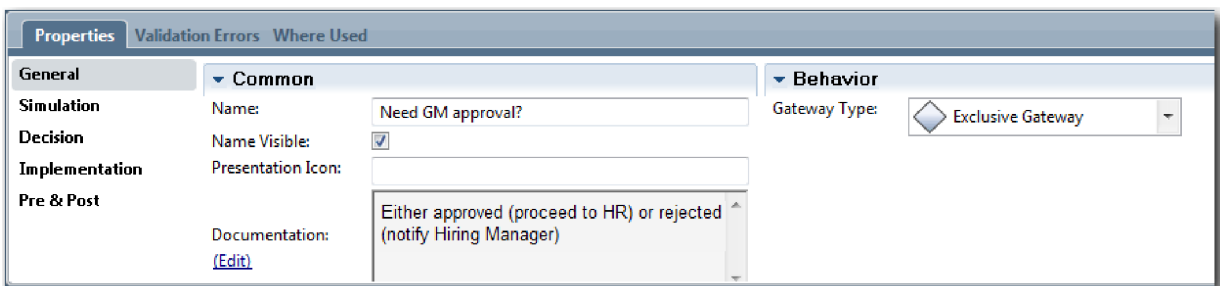 Properties Validation Errors Where Used
General
Simulation
Decision
Implementation
Pre & Post
Common
Name: Need GM approval?
Name Visible:
Presentation Icon:
Documentation:
(Edit)
Either approved (proceed to HR) or rejected
(notify Hiring Manager)
Behavior
Gateway Type: Exclusive Gateway